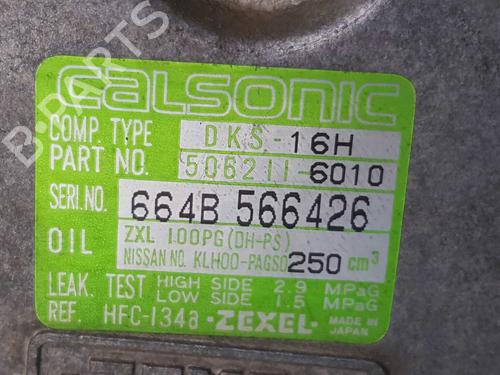 calsonic
COMP. TYPE DKS-16H
PART NO. 506211-6010
SERI.NO. 664B 566426
OIL ZXL 100PG (DH-PS)
NISSAN NO. KLH00-PAGS0 250 cm³
LEAK. TEST HIGH SIDE 2.9 MPaG
LOW SIDE 1.5 MPaG
REF. HFC-134a · ZEXEL · MADE IN JAPAN
B-PARTS